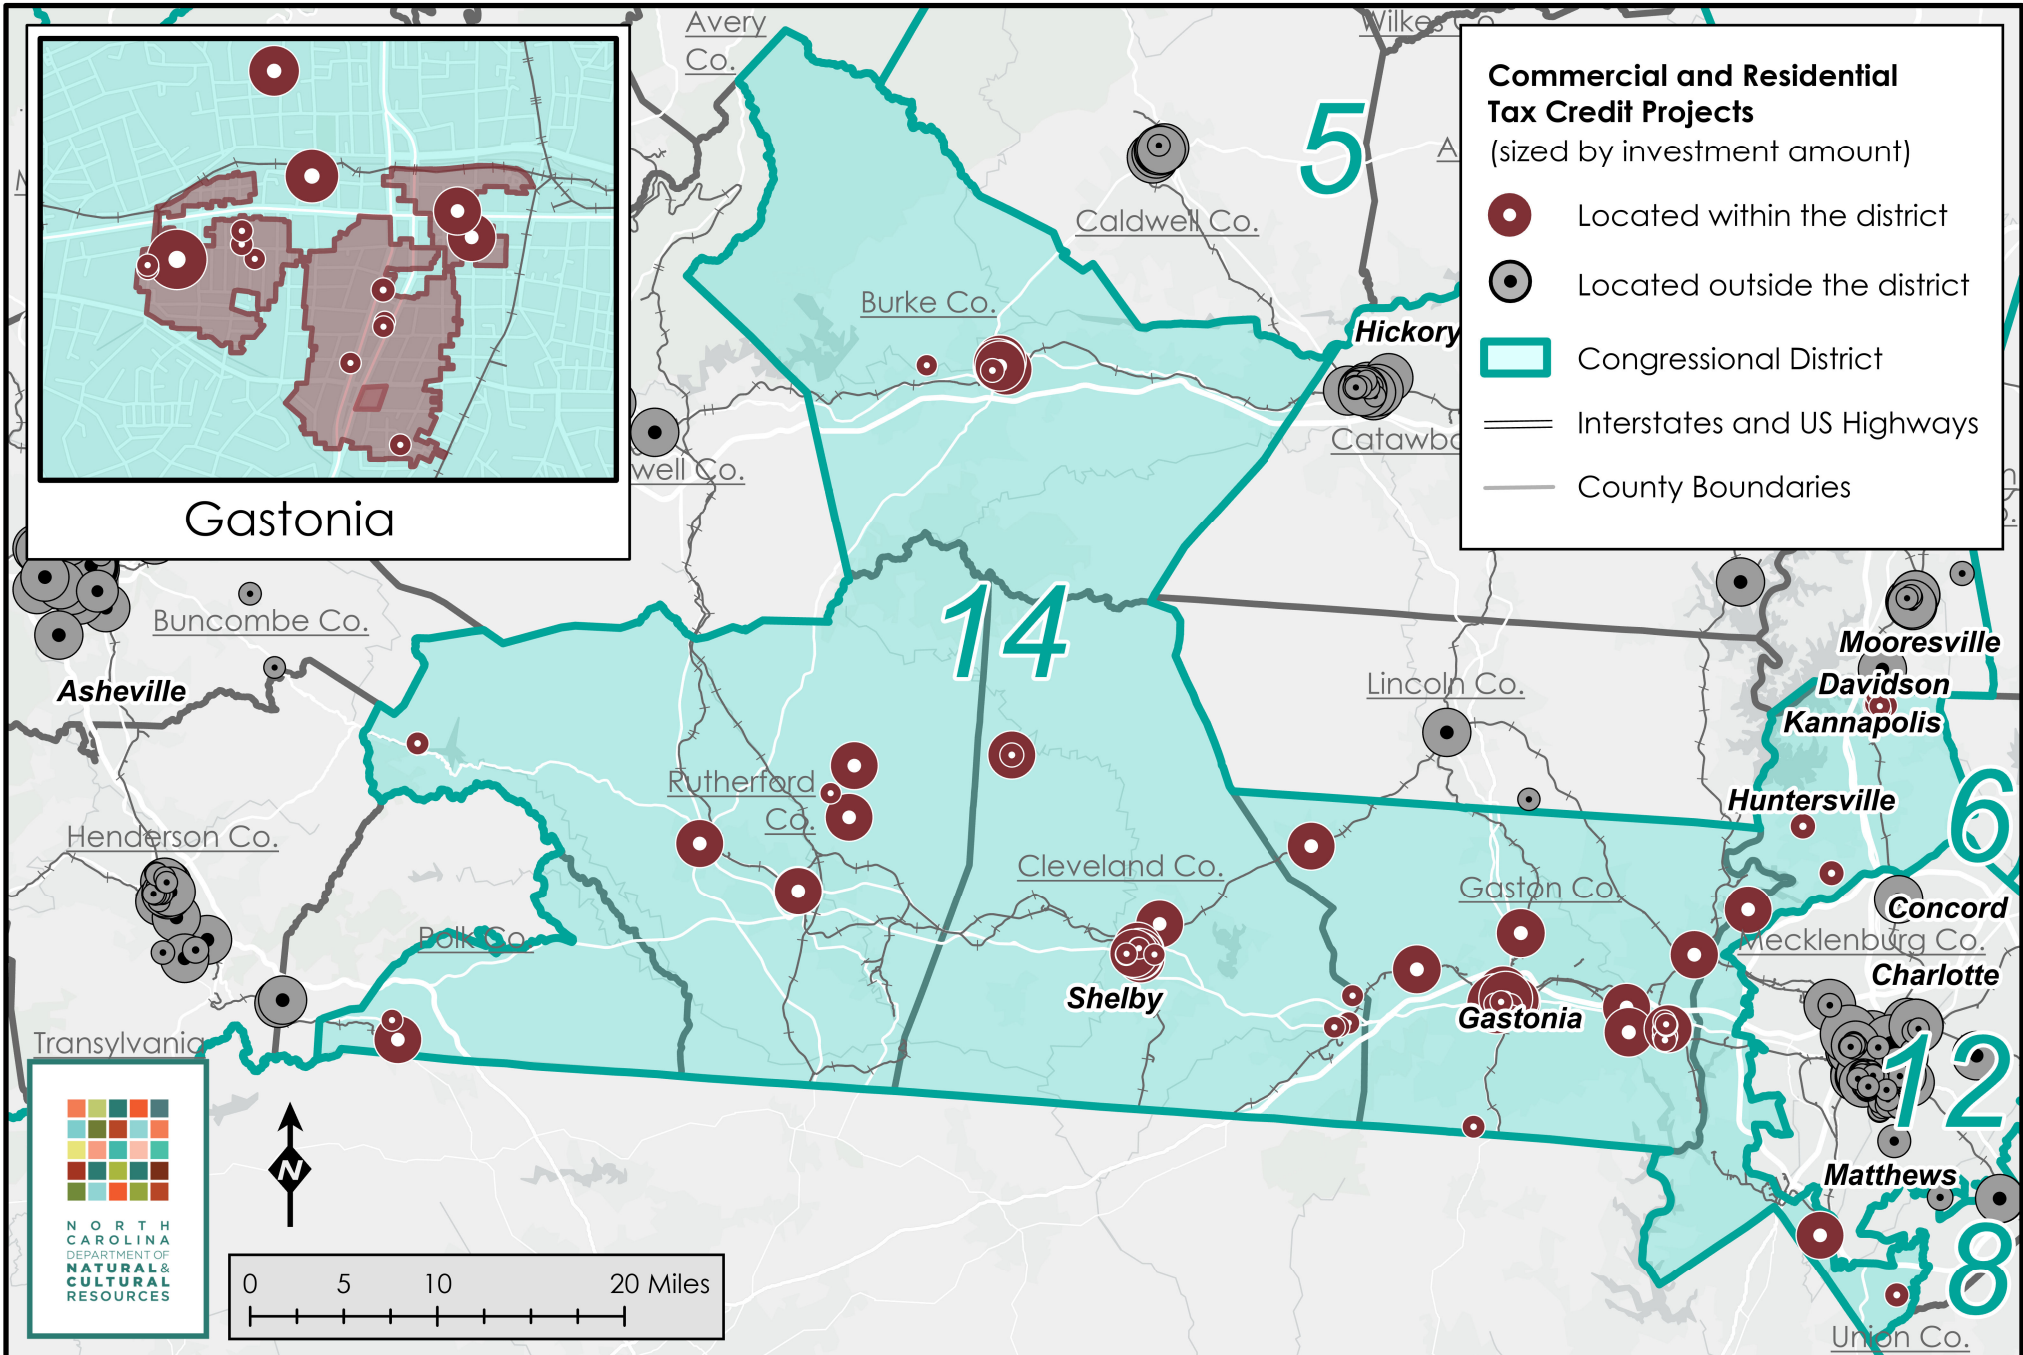 Avery
Co.
Wilkes Co.
Commercial and Residential
Tax Credit Projects
(sized by investment amount)
Located within the district
Located outside the district
Congressional District
Interstates and US Highways
County Boundaries
5
Caldwell Co.
Burke Co.
Hickory
Catawba
well Co.
Gastonia
14
Buncombe Co.
Asheville
Mooresville
Davidson
Kannapolis
Lincoln Co.
Rutherford
Co.
Huntersville
6
Henderson Co.
Cleveland Co.
Gaston Co.
Concord
Polk Co.
Mecklenburg Co.
Charlotte
Shelby
Gastonia
Transylvania
12
Matthews
8
Union Co.
N
NORTH
CAROLINA
DEPARTMENT OF
NATURAL &
CULTURAL
RESOURCES
0 5 10 20 Miles